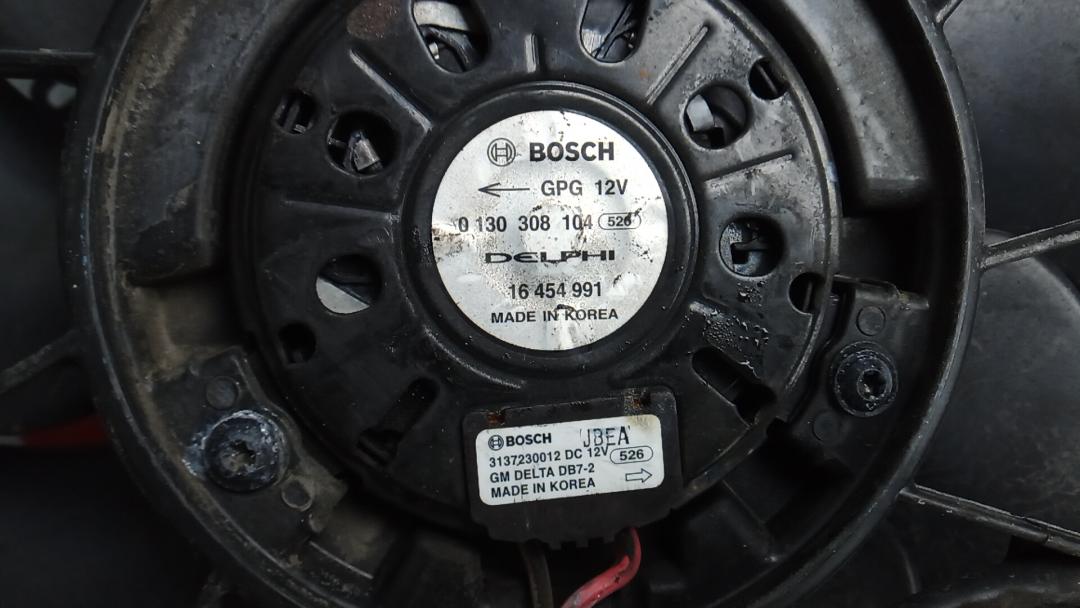 BOSCH
GPG 12V
0 130 308 104 526
DELPHI
16 454 991
MADE IN KOREA
BOSCH JBEA
3137230012 DC 12V 526
GM DELTA DB7-2
MADE IN KOREA